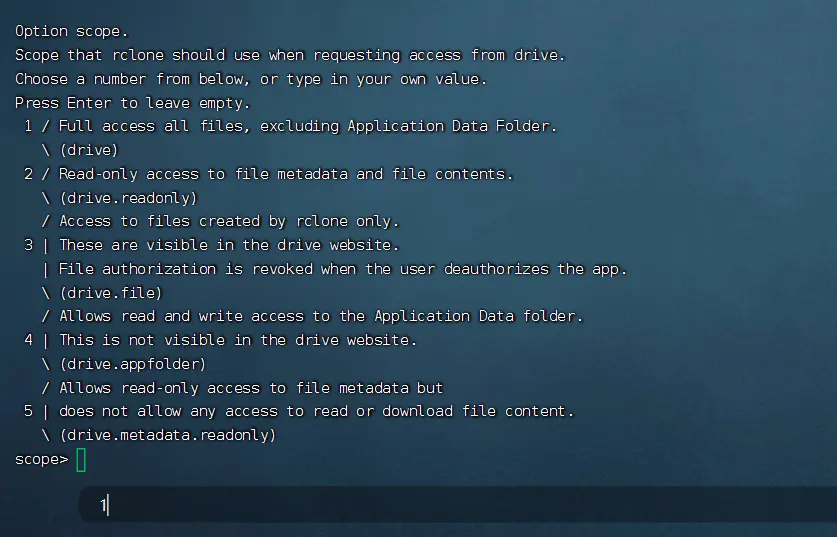 Option scope.
Scope that rclone should use when requesting access from drive.
Choose a number from below, or type in your own value.
Press Enter to leave empty.
 1 / Full access all files, excluding Application Data Folder.
   \ (drive)
 2 / Read-only access to file metadata and file contents.
   \ (drive.readonly)
   / Access to files created by rclone only.
 3 | These are visible in the drive website.
   | File authorization is revoked when the user deauthorizes the app.
   \ (drive.file)
   / Allows read and write access to the Application Data folder.
 4 | This is not visible in the drive website.
   \ (drive.appfolder)
   / Allows read-only access to file metadata but
 5 | does not allow any access to read or download file content.
   \ (drive.metadata.readonly)
scope>
1